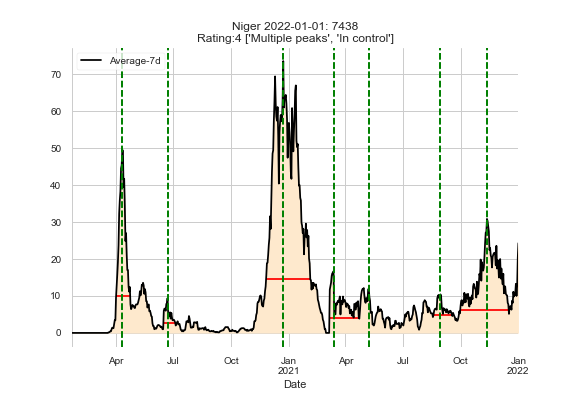 Niger 2022-01-01: 7438
Rating:4 ['Multiple peaks', 'In control']
Average-7d
70
60
50
40
30
20
10
0
Apr Jul Oct Jan Apr Jul Oct Jan
2021 2022
Date